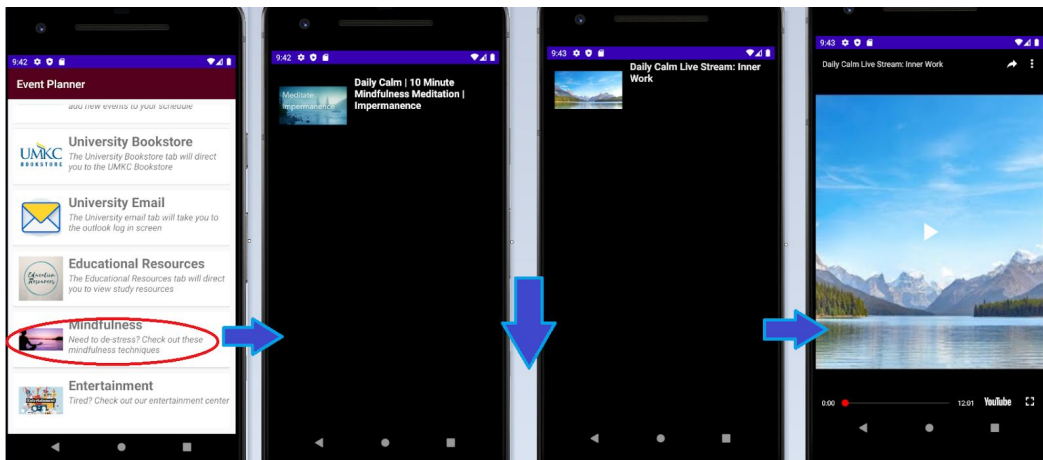 9:42
Event Planner
add new events to your schedule
UMKC
BOOKSTORE
University Bookstore
The University Bookstore tab will direct
you to the UMKC Bookstore
University Email
The University email tab will take you to
the outlook log in screen
Education
Resources
Educational Resources
The Educational Resources tab will direct
you to view study resources
Mindfulness
Need to de-stress? Check out these
mindfulness techniques
Entertainment
Entertainment
Tired? Check out our entertainment center
9:42
Meditate
Impermanence
Daily Calm | 10 Minute
Mindfulness Meditation |
Impermanence
9:43
Daily Calm Live Stream: Inner
Work
9:43
Daily Calm Live Stream: Inner Work
0:00
12:01
YouTube